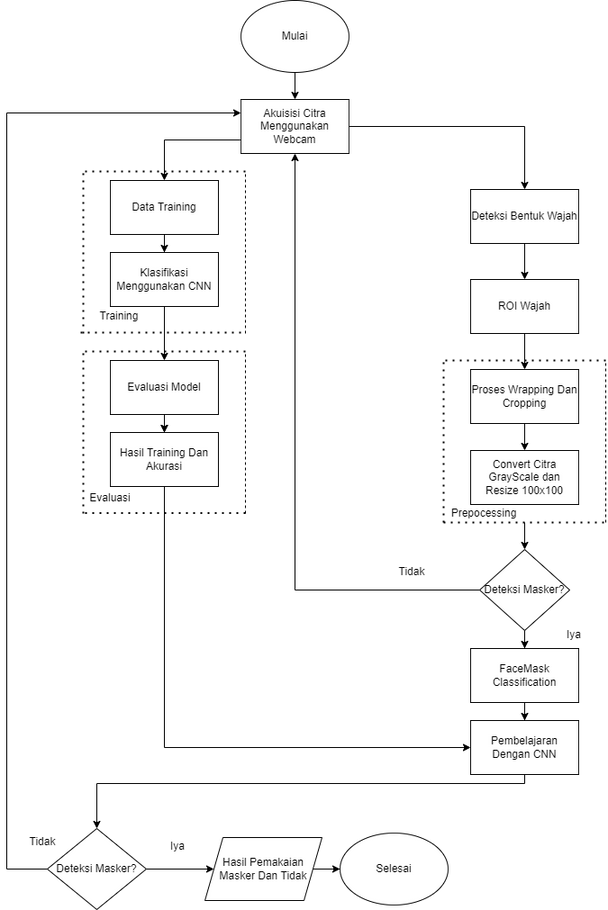 Mulai
Akuisisi Citra
Menggunakan
Webcam
Data Training
Klasifikasi
Menggunakan CNN
Training
Evaluasi Model
Hasil Training Dan
Akurasi
Evaluasi
Deteksi Bentuk Wajah
ROI Wajah
Proses Wrapping Dan
Cropping
Convert Citra
GrayScale dan
Resize 100x100
Prepocessing
Tidak
Deteksi Masker?
Iya
FaceMask
Classification
Pembelajaran
Dengan CNN
Tidak
Deteksi Masker?
Iya
Hasil Pemakaian
Masker Dan Tidak
Selesai